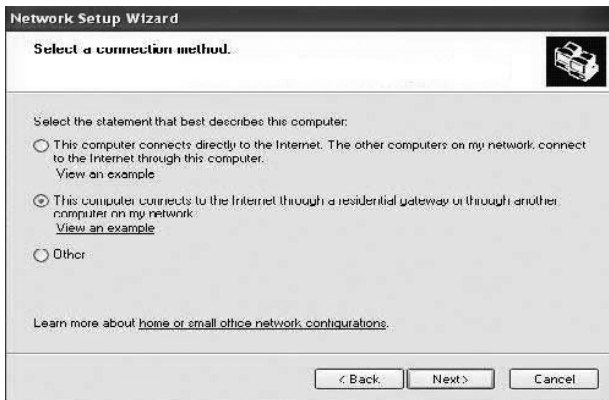 Network Setup Wizard
Select a connection method.
Select the statement that best describes this computer:
This computer connects directly to the Internet. The other computers on my network connect
to the Internet through this computer.
View an example
This computer connects to the Internet through a residential gateway or through another
computer on my network
View an example
Other
Learn more about home or small office network configurations.
< Back
Next >
Cancel